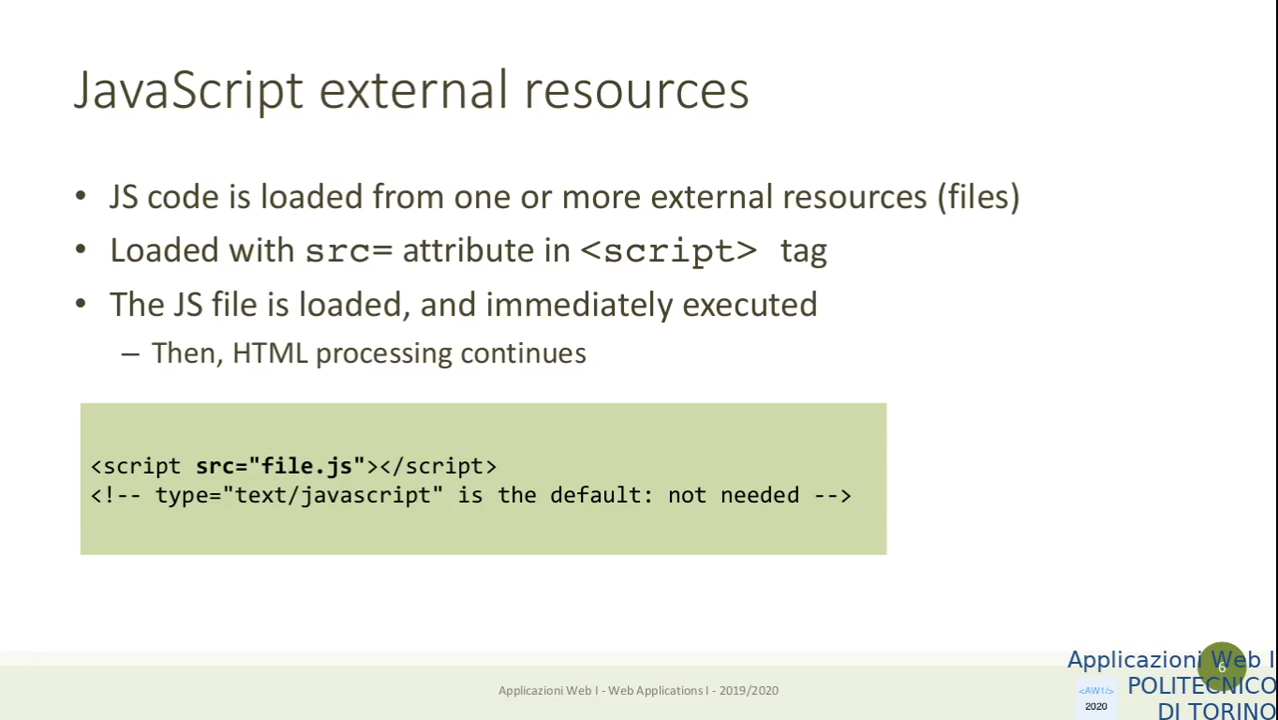 JavaScript external resources
• JS code is loaded from one or more external resources (files)
• Loaded with src= attribute in <script> tag
• The JS file is loaded, and immediately executed
– Then, HTML processing continues
<script src="file.js"></script>
<!-- type="text/javascript" is the default: not needed -->
Applicazioni Web I - Web Applications I - 2019/2020
6
Applicazioni Web I
POLITECNICO
DI TORINO
<AW1/>
2020